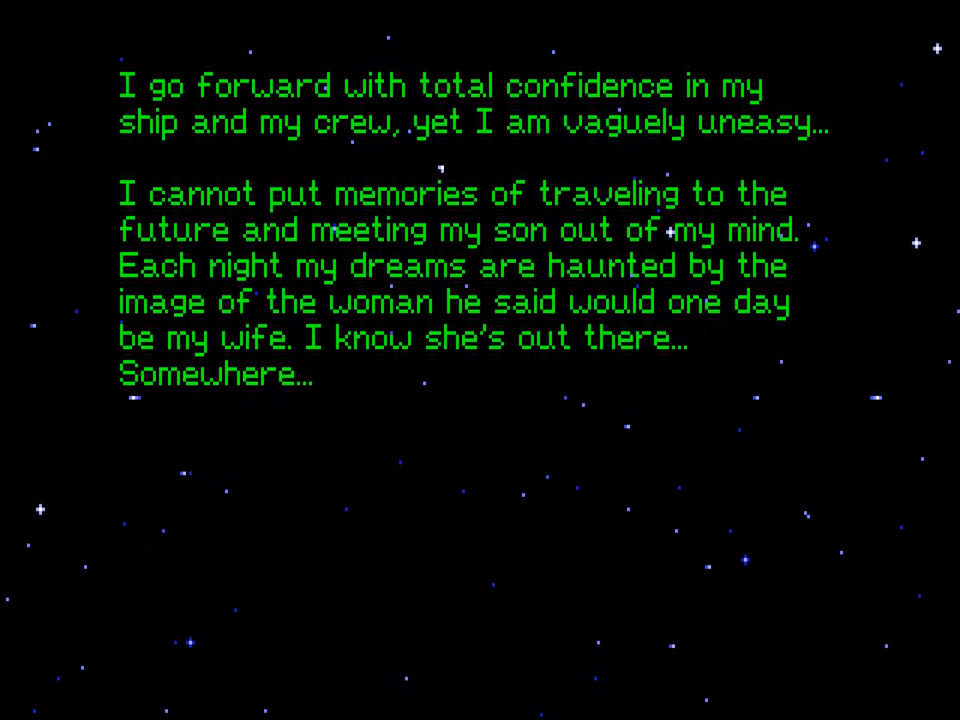 I go forward with total confidence in my
ship and my crew, yet I am vaguely uneasy...
I cannot put memories of traveling to the
future and meeting my son out of my mind.
Each night my dreams are haunted by the
image of the woman he said would one day
be my wife. I know she's out there...
Somewhere...